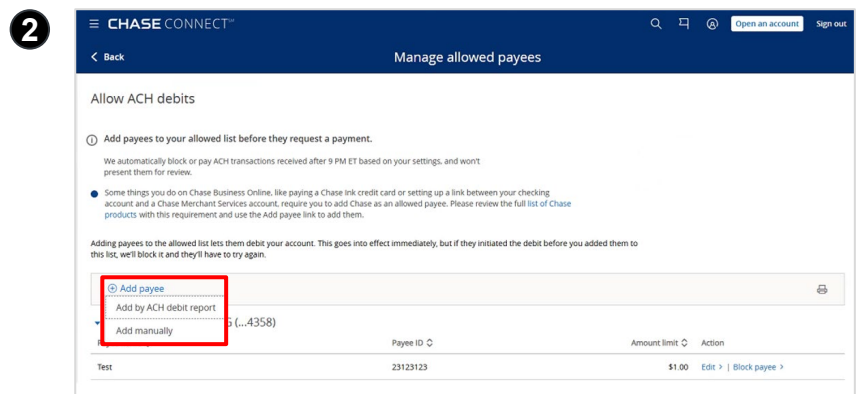 2
CHASE CONNECT℠
Open an account
Sign out
Back
Manage allowed payees
Allow ACH debits
Add payees to your allowed list before they request a payment.
We automatically block or pay ACH transactions received after 9 PM ET based on your settings, and won't
present them for review.
Some things you do on Chase Business Online, like paying a Chase Ink credit card or setting up a link between your checking
account and a Chase Merchant Services account, require you to add Chase as an allowed payee. Please review the full list of Chase
products with this requirement and use the Add payee link to add them.
Adding payees to the allowed list lets them debit your account. This goes into effect immediately, but if they initiated the debit before you added them to
this list, we'll block it and they'll have to try again.
Add payee
Add by ACH debit report
(...4358)
Add manually
Payee ID
Amount limit
Action
Test
23123123
$1.00
Edit > | Block payee >